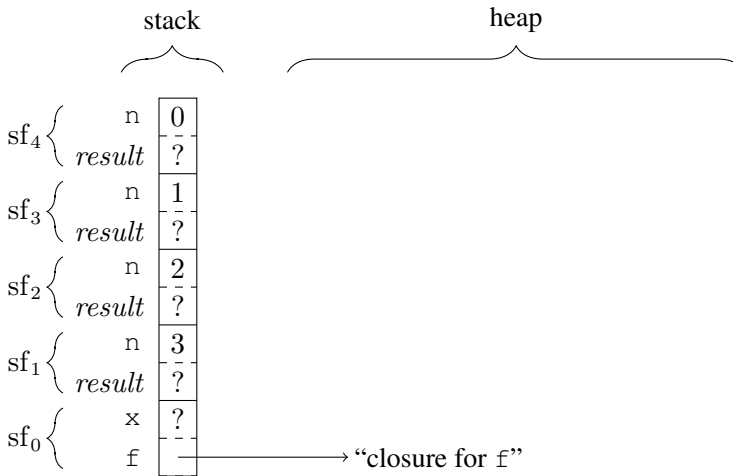 stack heap
sf4 n 0
result ?
sf3 n 1
result ?
sf2 n 2
result ?
sf1 n 3
result ?
sf0 x ?
f “closure for f”